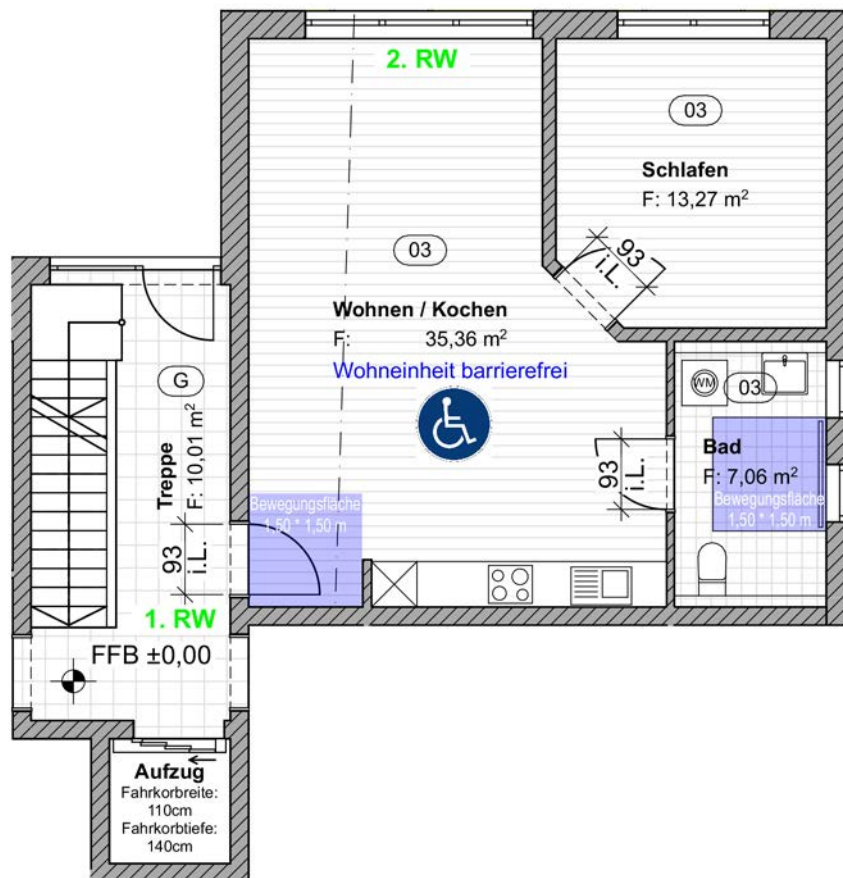 2. RW
03
Schlafen
F: 13,27 m²
93
i.L.
03
Wohnen / Kochen
F: 35,36 m²
Wohneinheit barrierefrei
G
Treppe
F: 10,01 m²
WM
03
Bad
F: 7,06 m²
Bewegungsfläche
1,50 * 1,50 m
93
i.L.
Bewegungsfläche
1,50 * 1,50 m
93
i.L.
1. RW
FFB ±0,00
Aufzug
Fahrkorbreite:
110cm
Fahrkorbtiefe:
140cm